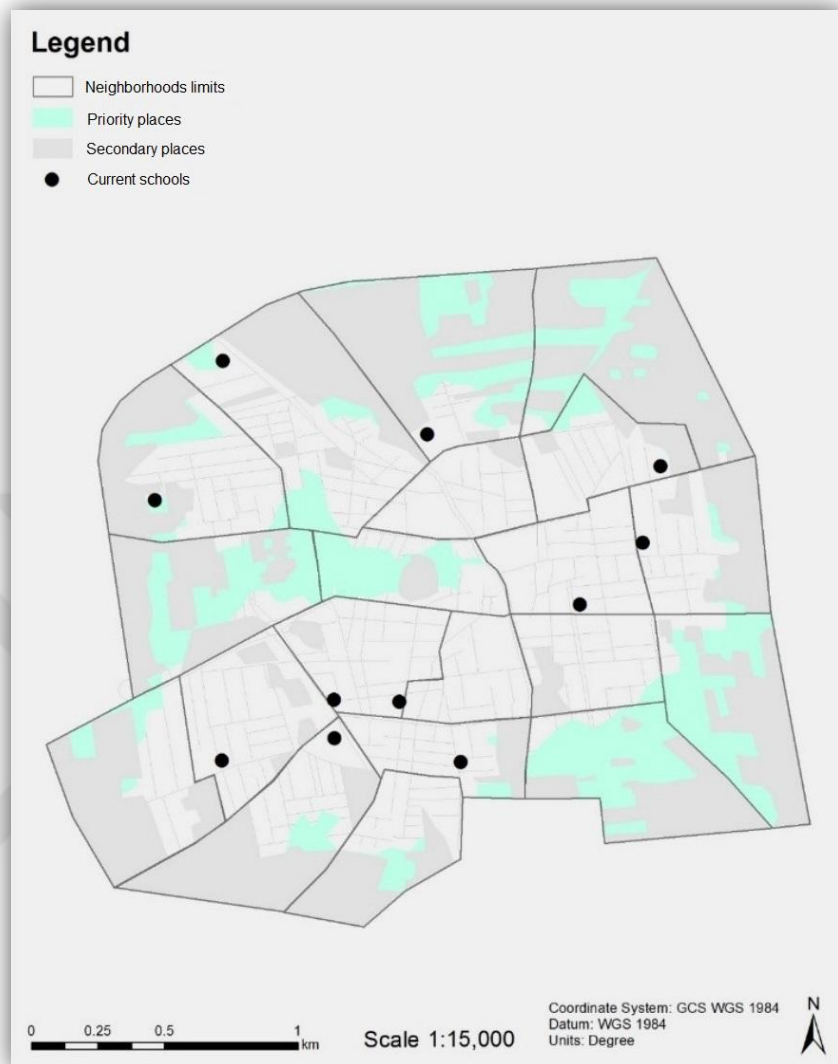 Legend
Neighborhoods limits
Priority places
Secondary places
Current schools
0 0.25 0.5 1
km
Scale 1:15,000
Coordinate System: GCS WGS 1984
Datum: WGS 1984
Units: Degree
N